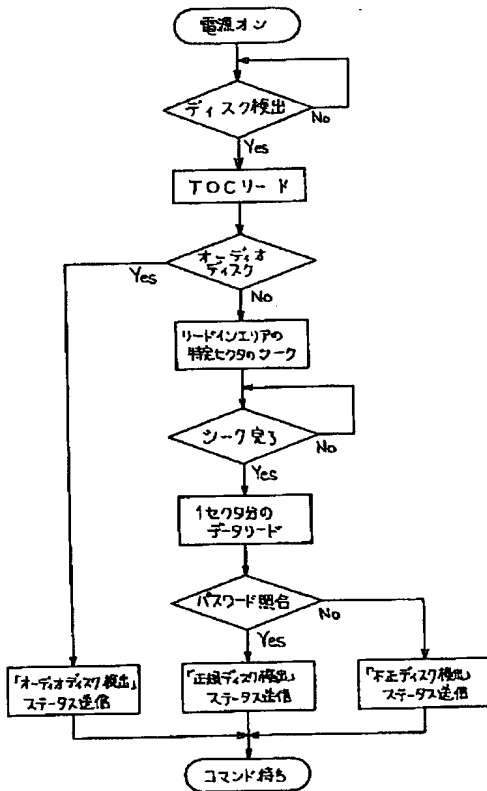 電源オン
ディスク検出
No
Yes
TOCリード
オーディオ
ディスク
Yes
No
リードインエリアの
特定セクタのシーク
シーク完了
No
Yes
1セクタ分の
データリード
パスワード照合
No
Yes
「オーディオディスク検出」
ステータス送信
「正規ディスク検出」
ステータス送信
「不正ディスク検出」
ステータス送信
コマンド待ち